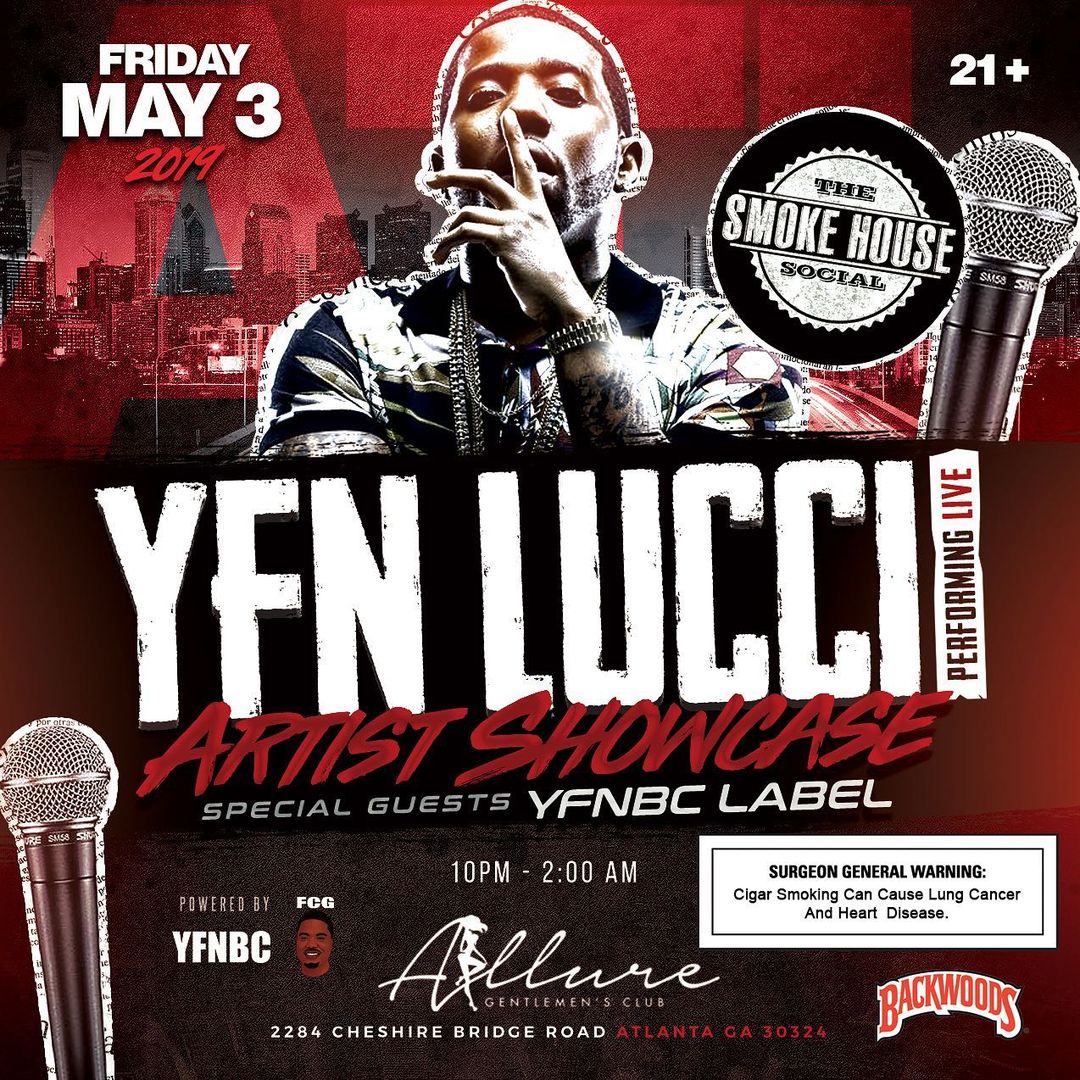 FRIDAY
MAY 3
2019
21+
THE
SMOKE HOUSE
SOCIAL
SM58
YFN LUCCI
PERFORMING LIVE
ARTIST SHOWCASE
SPECIAL GUESTS YFNBC LABEL
SM58
10PM - 2:00 AM
POWERED BY
YFNBC
FCG
Allure
GENTLEMEN'S CLUB
2284 CHESHIRE BRIDGE ROAD ATLANTA GA 30324
SURGEON GENERAL WARNING:
Cigar Smoking Can Cause Lung Cancer
And Heart Disease.
BACKWOODS